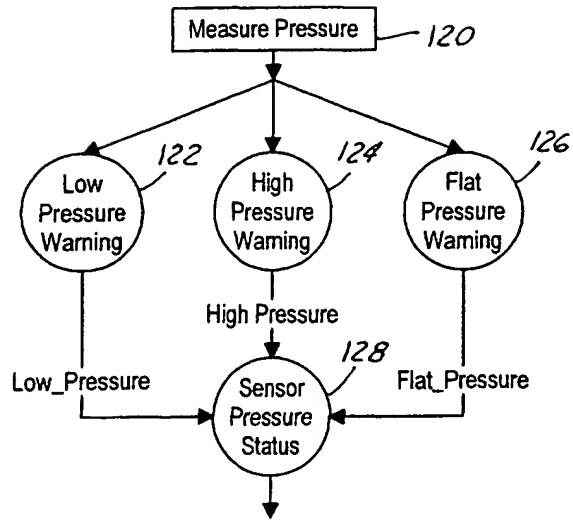 Measure Pressure
120
122
124
126
Low
Pressure
Warning
High
Pressure
Warning
Flat
Pressure
Warning
High Pressure
128
Low_Pressure
Flat_Pressure
Sensor
Pressure
Status